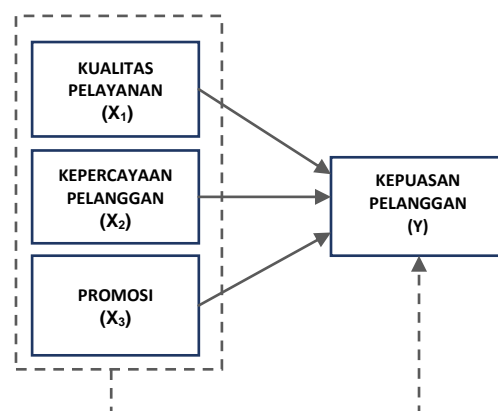 KUALITAS
PELAYANAN
(X₁)
KEPERCAYAAN
PELANGGAN
(X₂)
PROMOSI
(X₃)
KEPUASAN
PELANGGAN
(Y)